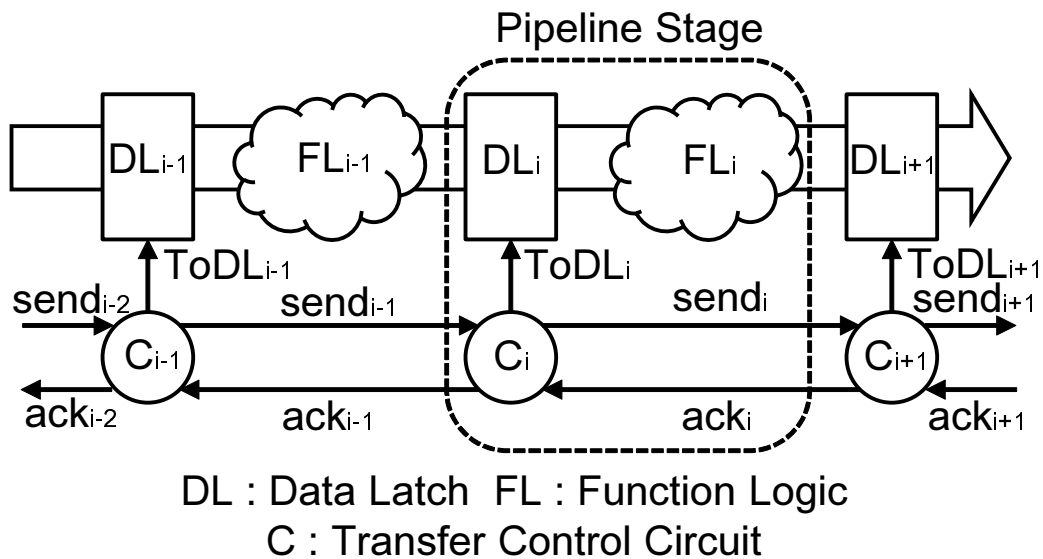 Pipeline Stage
DLi-1 FLi-1 DLi FLi DLi+1
ToDLi-1 ToDLi ToDLi+1
sendi-2 sendi-1 sendi sendi+1
Ci-1 Ci Ci+1
acki-2 acki-1 acki acki+1
DL : Data Latch FL : Function Logic
C : Transfer Control Circuit